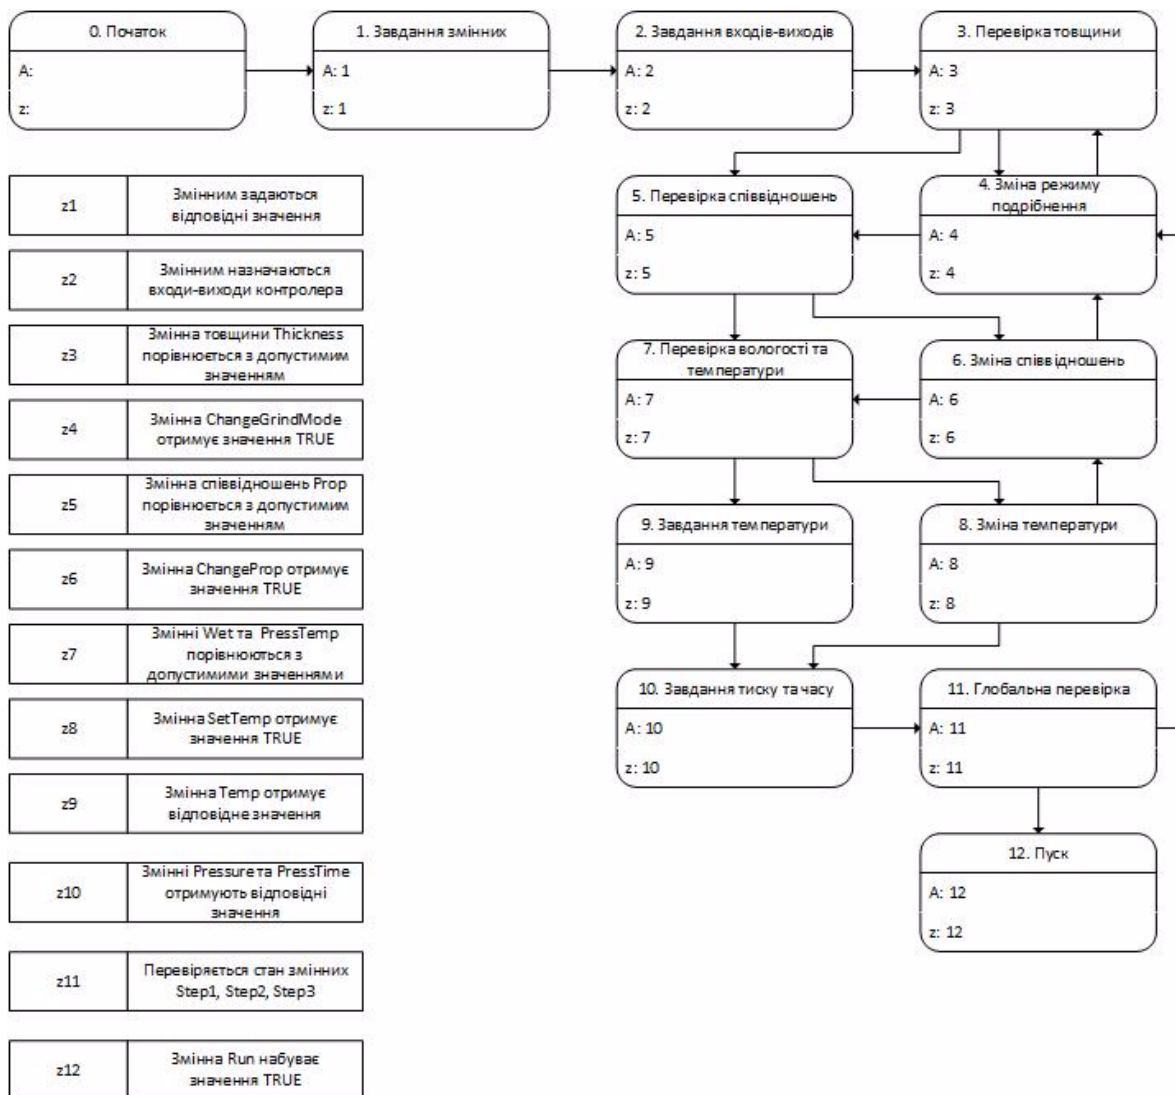 0. Початок
A:
z:
1. Завдання змінних
A: 1
z: 1
2. Завдання входів-виходів
A: 2
z: 2
3. Перевірка товщини
A: 3
z: 3
5. Перевірка співвідношень
A: 5
z: 5
4. Зміна режиму
подрібнення
A: 4
z: 4
7. Перевірка вологості та
температури
A: 7
z: 7
6. Зміна співвідношень
A: 6
z: 6
9. Завдання температури
A: 9
z: 9
8. Зміна температури
A: 8
z: 8
10. Завдання тиску та часу
A: 10
z: 10
11. Глобальна перевірка
A: 11
z: 11
12. Пуск
A: 12
z: 12
z1
Змінним задаються
відповідні значення
z2
Змінним назначаються
входи-виходи контролера
z3
Змінна товщини Thickness
порівнюється з допустимим
значенням
z4
Змінна ChangeGrindMode
отримує значення TRUE
z5
Змінна співвідношень Prop
порівнюється з допустимим
значенням
z6
Змінна ChangeProp отримує
значення TRUE
z7
Змінні Wet та PressTemp
порівнюються з
допустимими значеннями
z8
Змінна SetTemp отримує
значення TRUE
z9
Змінна Temp отримує
відповідне значення
z10
Змінні Pressure та PressTime
отримують відповідні
значення
z11
Перевіряється стан змінних
Step1, Step2, Step3
z12
Змінна Run набуває
значення TRUE